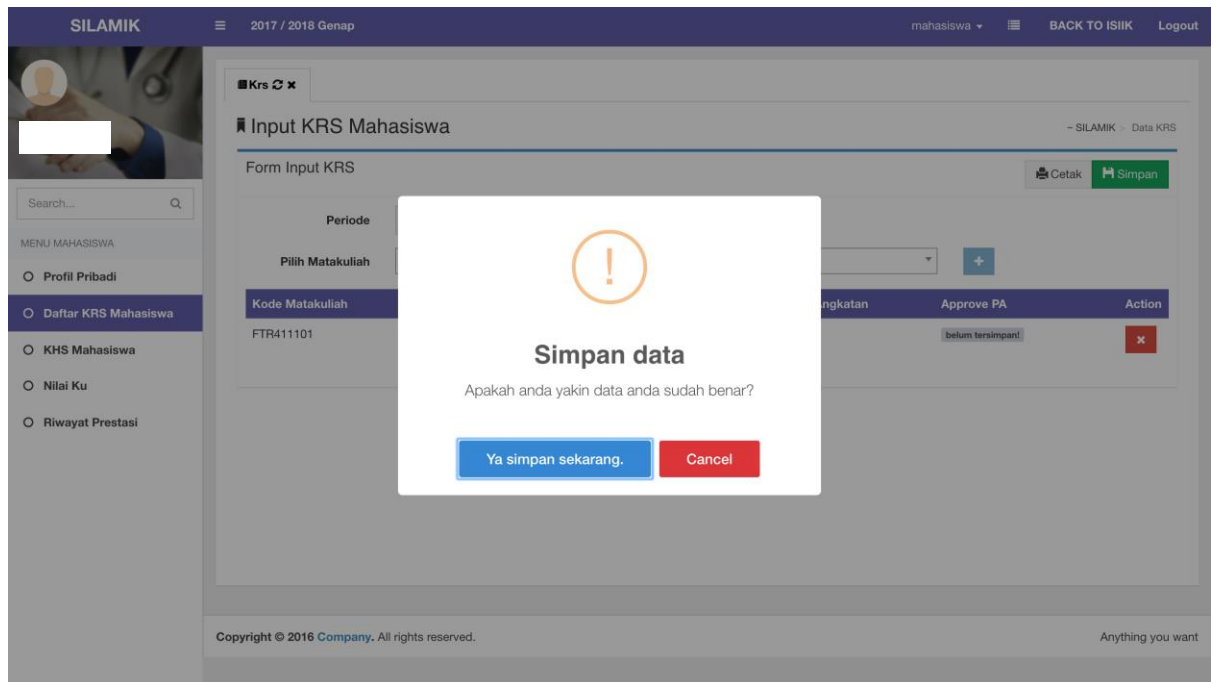 SILAMIK
2017 / 2018 Genap
mahasiswa
BACK TO ISIIK
Logout
Krs
Input KRS Mahasiswa
~ SILAMIK > Data KRS
Form Input KRS
Cetak
Simpan
Search...
Periode
MENU MAHASISWA
Pilih Matakuliah
Profil Pribadi
Kode Matakuliah
ngkatan
Approve PA
Action
Daftar KRS Mahasiswa
FTR411101
belum tersimpan!
KHS Mahasiswa
Nilai Ku
Riwayat Prestasi
!
Simpan data
Apakah anda yakin data anda sudah benar?
Ya simpan sekarang.
Cancel
Copyright © 2016 Company. All rights reserved.
Anything you want